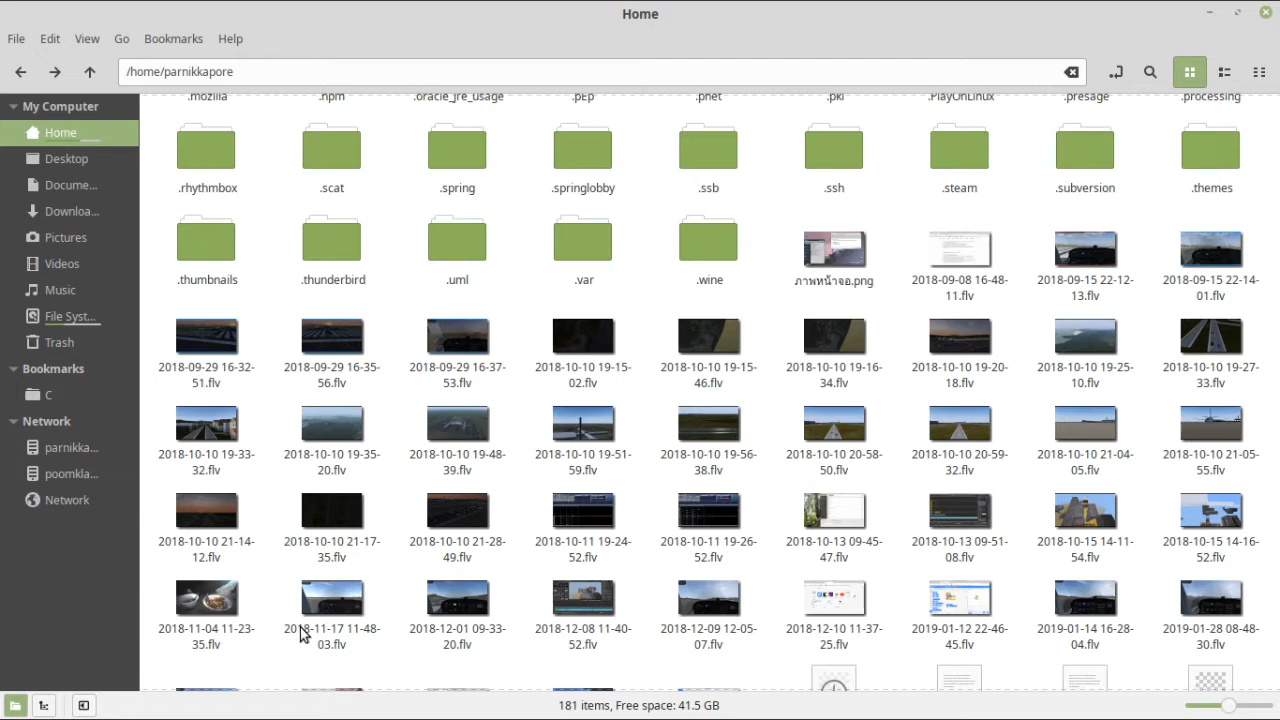 Home
File Edit View Go Bookmarks Help
/home/parnikkapore
My Computer
Home
Desktop
Docume...
Downloa...
Pictures
Videos
Music
File Syst...
Trash
Bookmarks
C
Network
parnikka...
poomkla...
Network
.mozilla .npm .oracle_jre_usage .pEp .phet .pki .PlayOnLinux .presage .processing
.rhythmbox .scat .spring .springlobby .ssb .ssh .steam .subversion .themes
.thumbnails .thunderbird .uml .var .wine ภาพหน้าจอ.png 2018-09-08 16-48- 2018-09-15 22-12- 2018-09-15 22-14-
11.flv 13.flv 01.flv
2018-09-29 16-32- 2018-09-29 16-35- 2018-09-29 16-37- 2018-10-10 19-15- 2018-10-10 19-15- 2018-10-10 19-16- 2018-10-10 19-20- 2018-10-10 19-25- 2018-10-10 19-27-
51.flv 56.flv 53.flv 02.flv 46.flv 34.flv 18.flv 10.flv 33.flv
2018-10-10 19-33- 2018-10-10 19-35- 2018-10-10 19-48- 2018-10-10 19-51- 2018-10-10 19-56- 2018-10-10 20-58- 2018-10-10 20-59- 2018-10-10 21-04- 2018-10-10 21-05-
32.flv 20.flv 39.flv 59.flv 38.flv 50.flv 32.flv 05.flv 55.flv
2018-10-10 21-14- 2018-10-10 21-17- 2018-10-10 21-28- 2018-10-11 19-24- 2018-10-11 19-26- 2018-10-13 09-45- 2018-10-13 09-51- 2018-10-15 14-11- 2018-10-15 14-16-
12.flv 35.flv 49.flv 52.flv 52.flv 47.flv 08.flv 54.flv 52.flv
2018-11-04 11-23- 2018-11-17 11-48- 2018-12-01 09-33- 2018-12-08 11-40- 2018-12-09 12-05- 2018-12-10 11-37- 2019-01-12 22-46- 2019-01-14 16-28- 2019-01-28 08-48-
35.flv 03.flv 20.flv 52.flv 07.flv 25.flv 45.flv 04.flv 30.flv
181 items, Free space: 41.5 GB